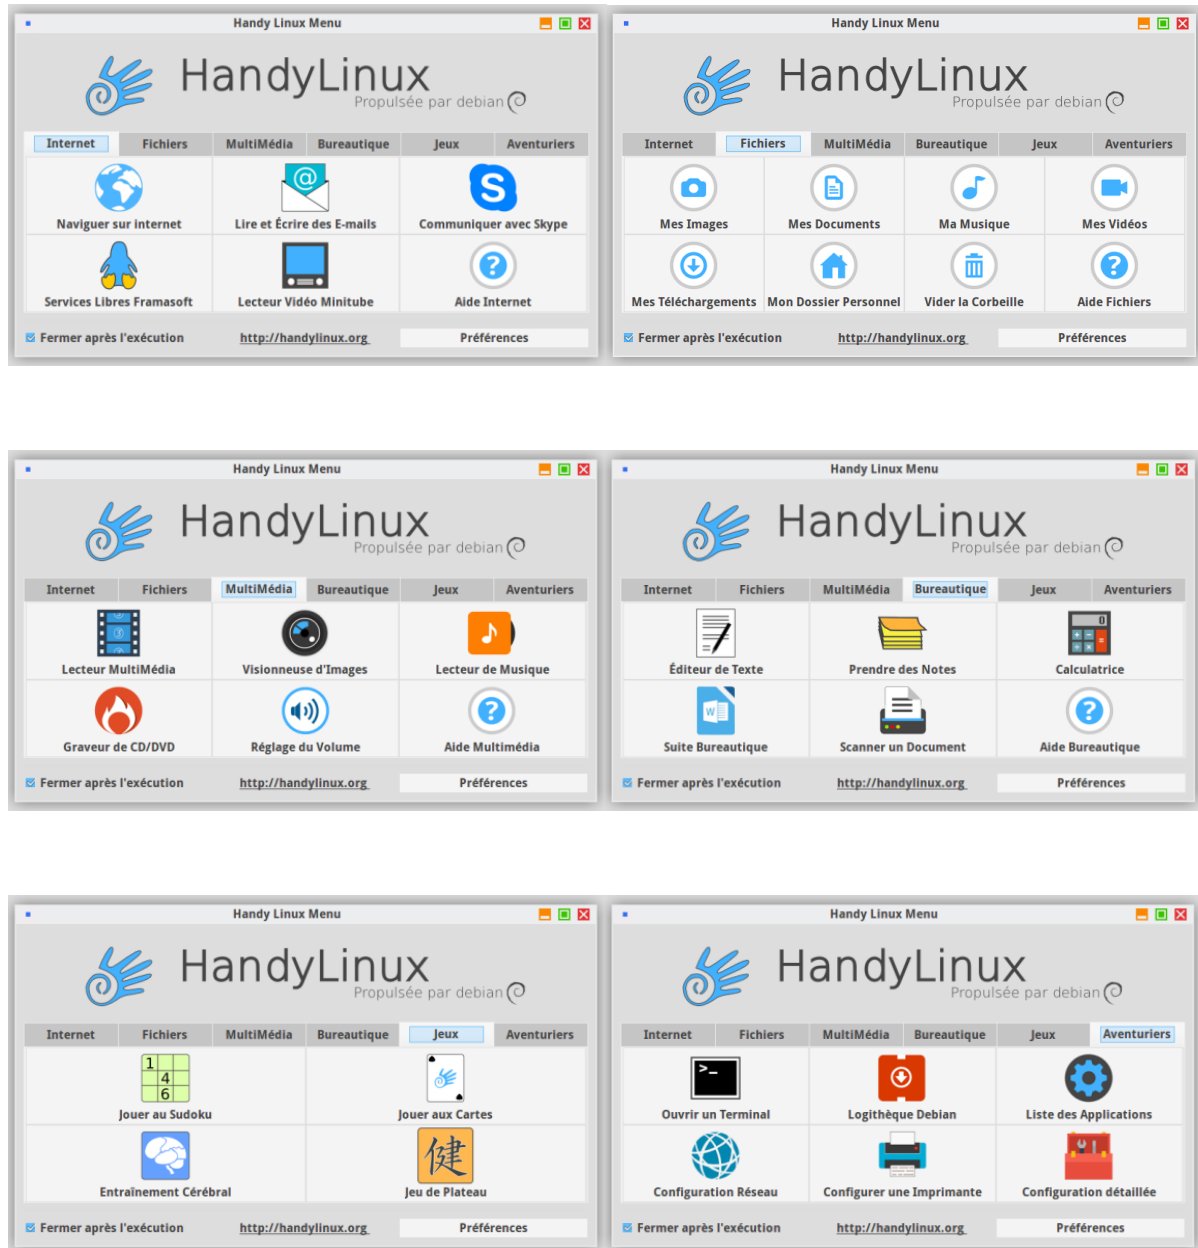 Handy Linux Menu
HandyLinux
Propulsée par debian
Internet Fichiers MultiMédia Bureautique Jeux Aventuriers
@
S
Naviguer sur internet Lire et Écrire des E-mails Communiquer avec Skype
?
Services Libres Framasoft Lecteur Vidéo Minitube Aide Internet
Fermer après l'exécution http://handylinux.org Préférences
Handy Linux Menu
HandyLinux
Propulsée par debian
Internet Fichiers MultiMédia Bureautique Jeux Aventuriers
Mes Images Mes Documents Ma Musique Mes Vidéos
?
Mes Téléchargements Mon Dossier Personnel Vider la Corbeille Aide Fichiers
Fermer après l'exécution http://handylinux.org Préférences
Handy Linux Menu
HandyLinux
Propulsée par debian
Internet Fichiers MultiMédia Bureautique Jeux Aventuriers
Lecteur MultiMédia Visionneuse d'Images Lecteur de Musique
?
Graveur de CD/DVD Réglage du Volume Aide Multimédia
Fermer après l'exécution http://handylinux.org Préférences
Handy Linux Menu
HandyLinux
Propulsée par debian
Internet Fichiers MultiMédia Bureautique Jeux Aventuriers
0
+ - × =
Éditeur de Texte Prendre des Notes Calculatrice
W ?
Suite Bureautique Scanner un Document Aide Bureautique
Fermer après l'exécution http://handylinux.org Préférences
Handy Linux Menu
HandyLinux
Propulsée par debian
Internet Fichiers MultiMédia Bureautique Jeux Aventuriers
1
4
6
Jouer au Sudoku Jouer aux Cartes
健
Entraînement Cérébral Jeu de Plateau
Fermer après l'exécution http://handylinux.org Préférences
Handy Linux Menu
HandyLinux
Propulsée par debian
Internet Fichiers MultiMédia Bureautique Jeux Aventuriers
>_
Ouvrir un Terminal Logithèque Debian Liste des Applications
Configuration Réseau Configurer une Imprimante Configuration détaillée
Fermer après l'exécution http://handylinux.org Préférences